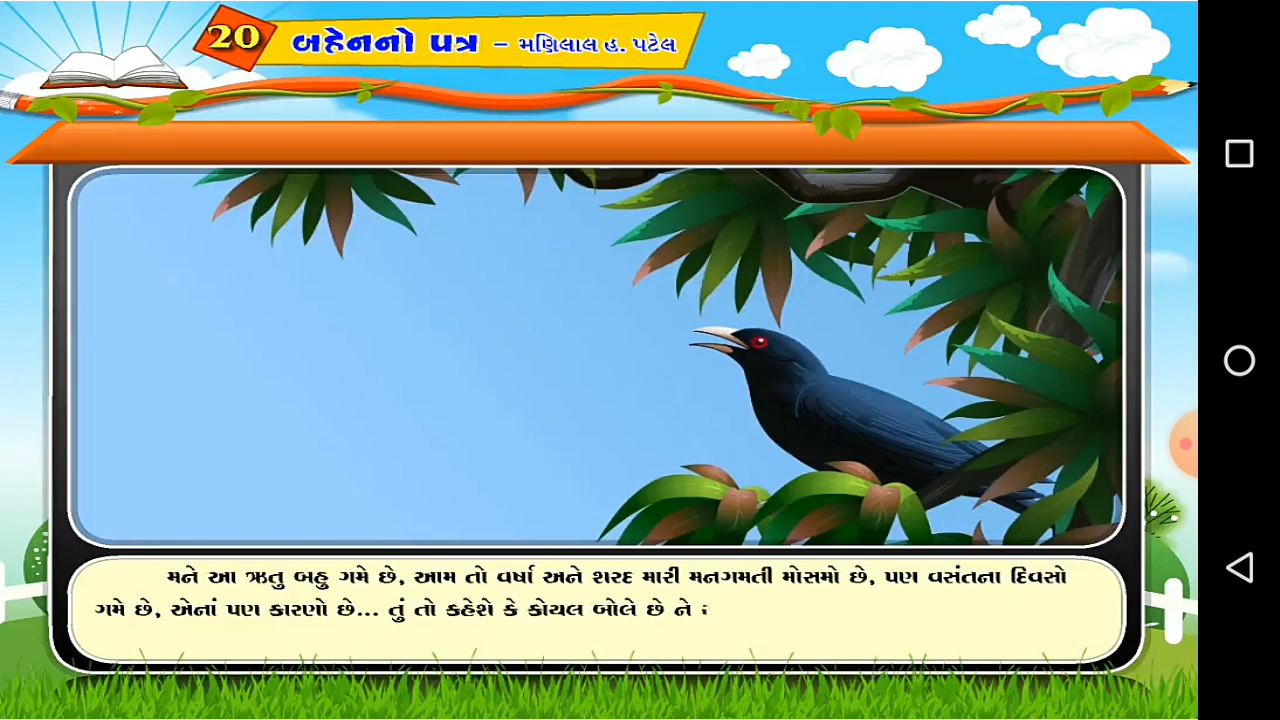 20 બહેનનો પત્ર – મણિલાલ હ. પટેલ
મને આ ઋતુ બહુ ગમે છે, આમ તો વર્ષા અને શરદ મારી મનગમતી મોસમો છે, પણ વસંતના દિવસો
ગમે છે, એનાં પણ કારણો છે... તું તો કહેશે કે કોયલ બોલે છે ને